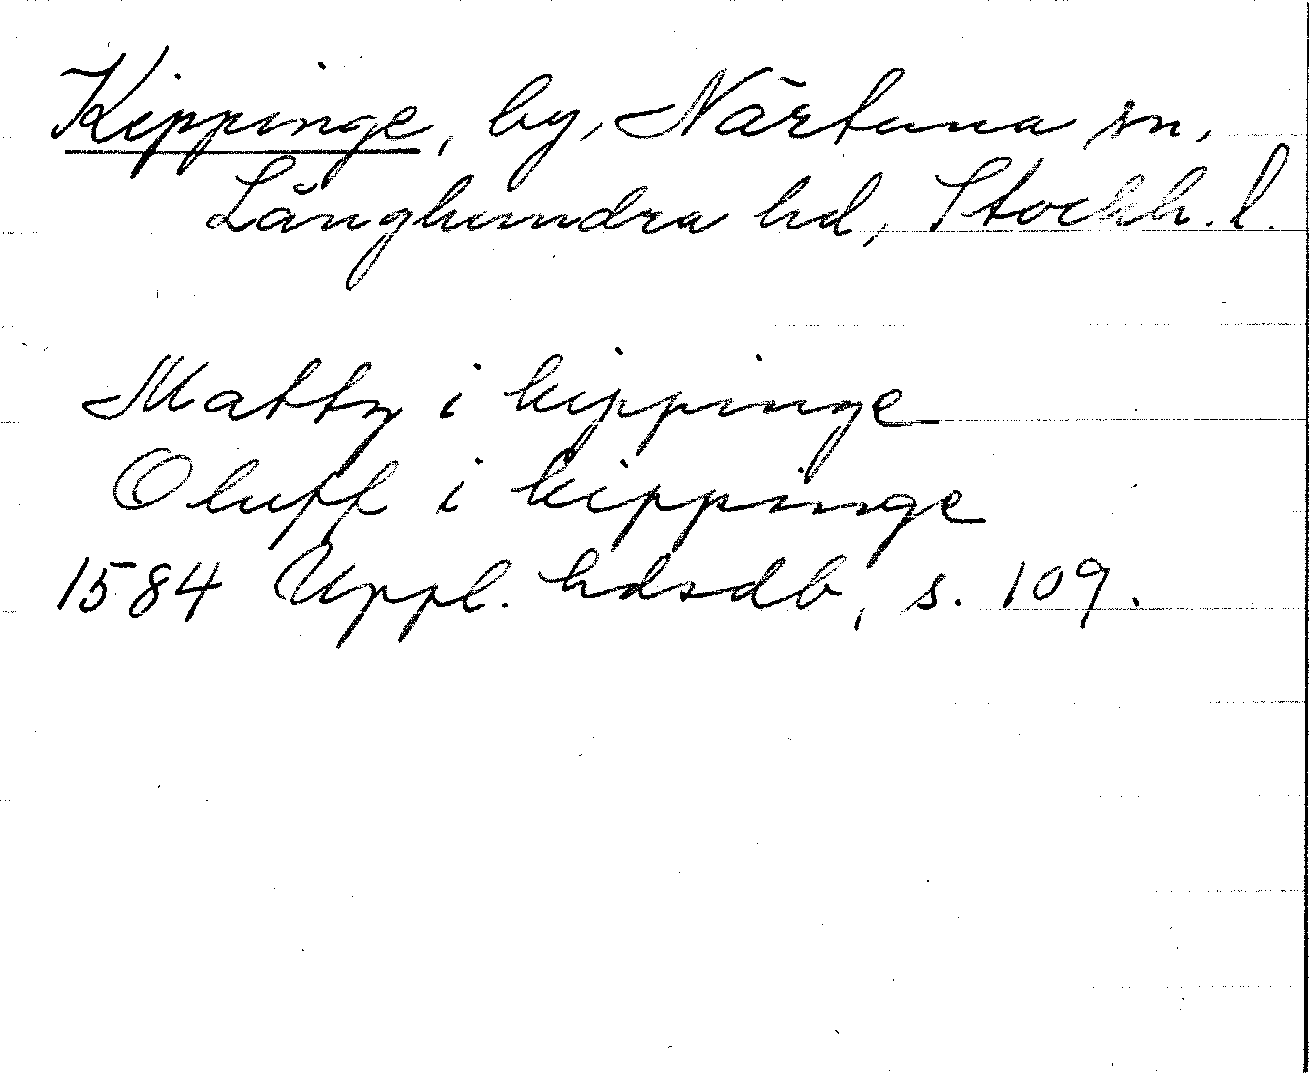 Kippinge, by, Närtuna sn,
Långhundra hd, Stockh. l.
Mattz i kippinge
Oluff i kippinge
1584 Uppl. hdsdb, s. 109.